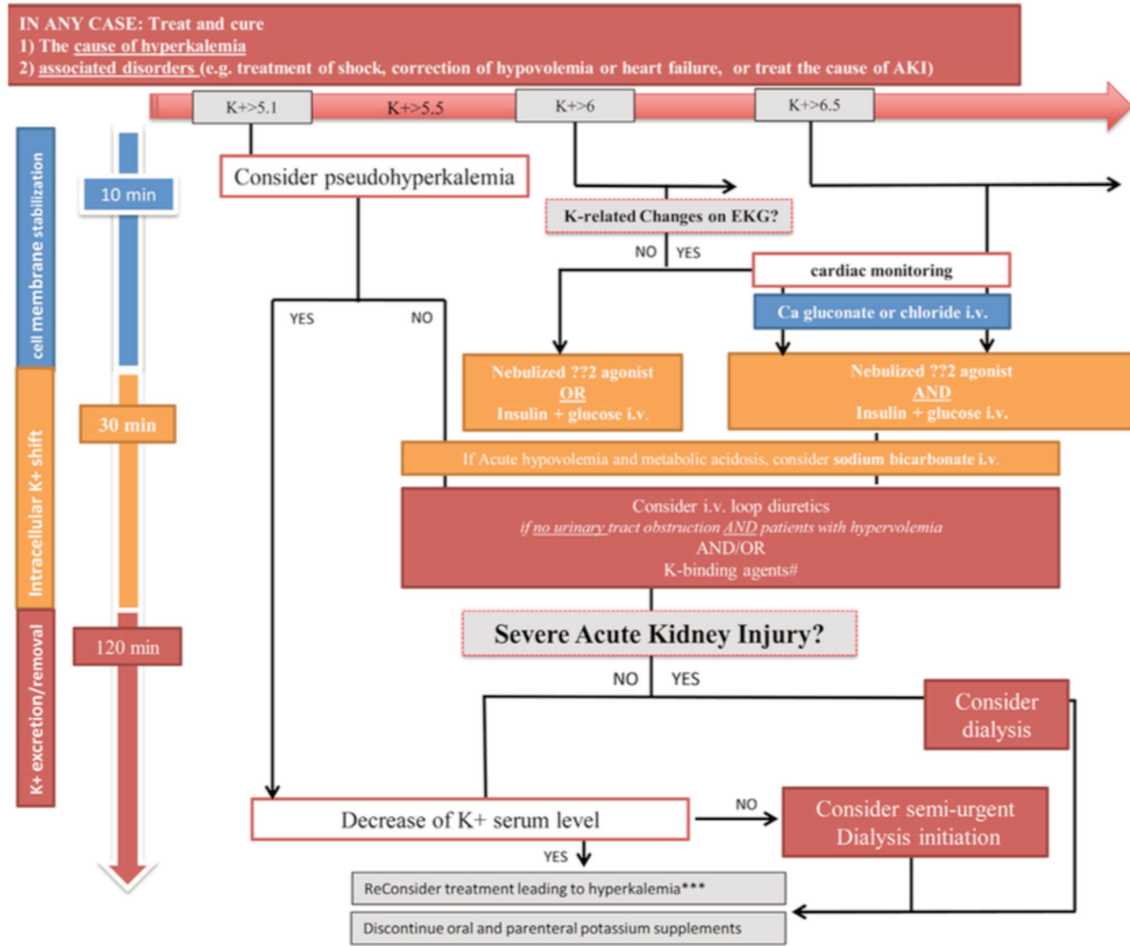 IN ANY CASE: Treat and cure
1) The cause of hyperkalemia
2) associated disorders (e.g. treatment of shock, correction of hypovolemia or heart failure, or treat the cause of AKI)
K+>5.1
K+>5.5
K+>6
K+>6.5
cell membrane stabilization
10 min
Consider pseudohyperkalemia
K-related Changes on EKG?
NO
YES
cardiac monitoring
Ca gluconate or chloride i.v.
YES
NO
Intracellular K+ shift
30 min
Nebulized ??2 agonist
OR
Insulin + glucose i.v.
Nebulized ??2 agonist
AND
Insulin + glucose i.v.
If Acute hypovolemia and metabolic acidosis, consider sodium bicarbonate i.v.
Consider i.v. loop diuretics
if no urinary tract obstruction AND patients with hypervolemia
AND/OR
K-binding agents#
K+ excretion/removal
120 min
Severe Acute Kidney Injury?
NO
YES
Consider
dialysis
Decrease of K+ serum level
NO
Consider semi-urgent
Dialysis initiation
YES
ReConsider treatment leading to hyperkalemia***
Discontinue oral and parenteral potassium supplements